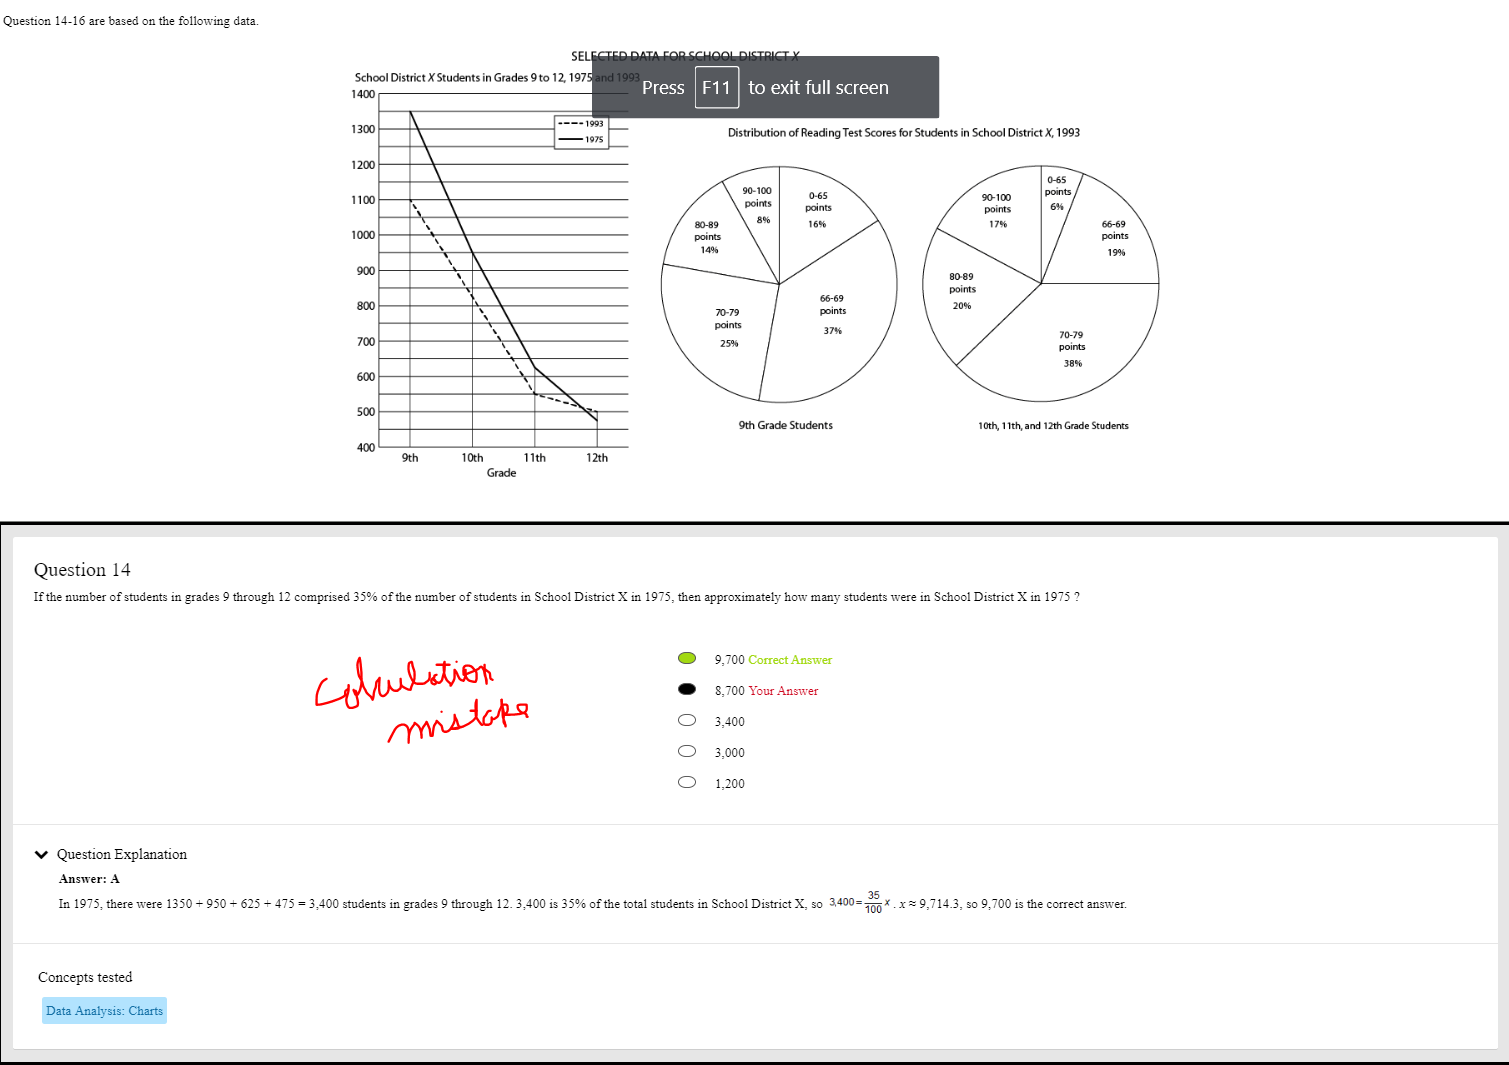 Question 14-16 are based on the following data.
SELECTED DATA FOR SCHOOL DISTRICT X
School District X Students in Grades 9 to 12, 1975 and 1993
Press F11 to exit full screen
1400
1300
1200
1100
1000
900
800
700
600
500
400
1993
1975
9th 10th 11th 12th
Grade
Distribution of Reading Test Scores for Students in School District X, 1993
90-100
points
8%
0-65
points
16%
80-89
points
14%
70-79
points
25%
66-69
points
37%
9th Grade Students
90-100
points
17%
0-65
points
6%
66-69
points
19%
80-89
points
20%
70-79
points
38%
10th, 11th, and 12th Grade Students
Question 14
If the number of students in grades 9 through 12 comprised 35% of the number of students in School District X in 1975, then approximately how many students were in School District X in 1975 ?
calculation
mistake
9,700 Correct Answer
8,700 Your Answer
3,400
3,000
1,200
Question Explanation
Answer: A
In 1975, there were 1350 + 950 + 625 + 475 = 3,400 students in grades 9 through 12. 3,400 is 35% of the total students in School District X, so 3,400 = 35/100 x . x ≈ 9,714.3, so 9,700 is the correct answer.
Concepts tested
Data Analysis: Charts